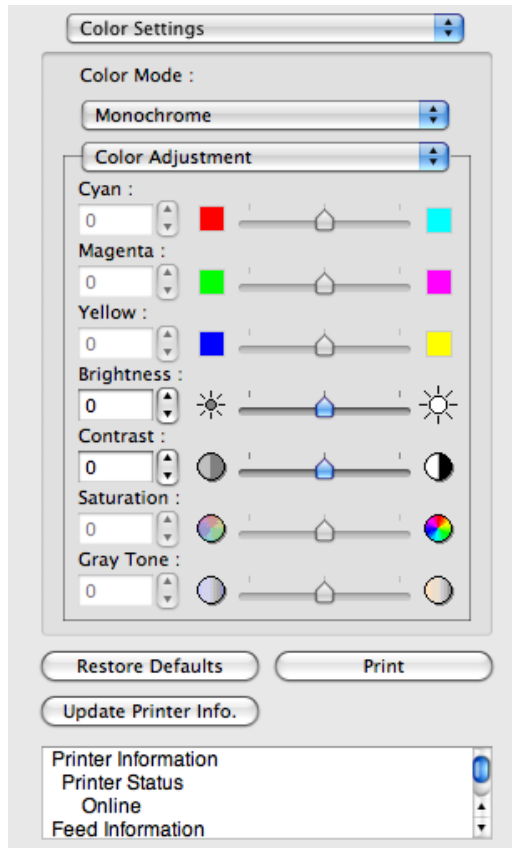 Color Settings
Color Mode :
Monochrome
Color Adjustment
Cyan :
0
Magenta :
0
Yellow :
0
Brightness :
0
Contrast :
0
Saturation :
0
Gray Tone :
0
Restore Defaults
Print
Update Printer Info.
Printer Information
Printer Status
Online
Feed Information